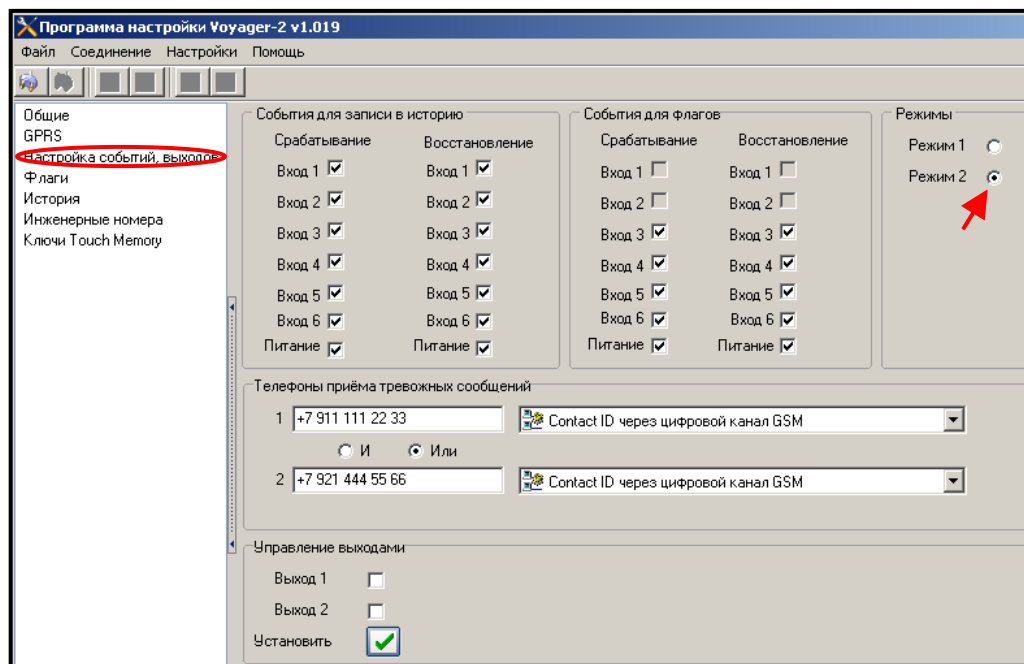 Программа настройки Voyager-2 v1.019
Файл Соединение Настройки Помощь
Общие
GPRS
Настройка событий, выходов
Флаги
История
Инженерные номера
Ключи Touch Memory
События для записи в историю
Срабатывание Восстановление
Вход 1 Вход 1
Вход 2 Вход 2
Вход 3 Вход 3
Вход 4 Вход 4
Вход 5 Вход 5
Вход 6 Вход 6
Питание Питание
События для флагов
Срабатывание Восстановление
Вход 1 Вход 1
Вход 2 Вход 2
Вход 3 Вход 3
Вход 4 Вход 4
Вход 5 Вход 5
Вход 6 Вход 6
Питание Питание
Режимы
Режим 1
Режим 2
Телефоны приёма тревожных сообщений
1 +7 911 111 22 33 Contact ID через цифровой канал GSM
И Или
2 +7 921 444 55 66 Contact ID через цифровой канал GSM
Управление выходами
Выход 1
Выход 2
Установить